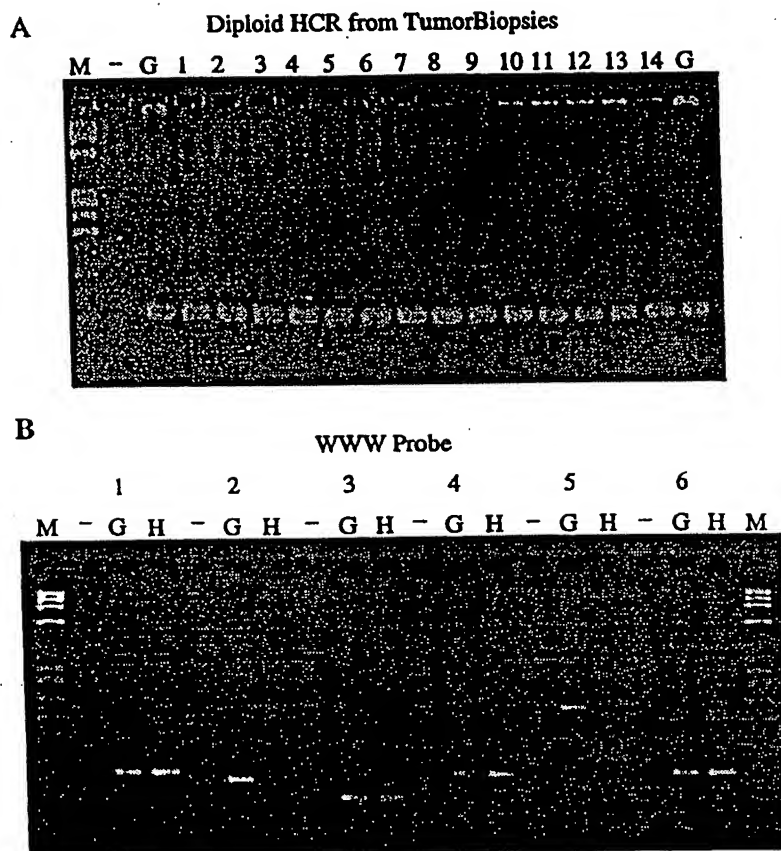 A
Diploid HCR from TumorBiopsies
M - G 1 2 3 4 5 6 7 8 9 10 11 12 13 14 G
B
WWW Probe
1 2 3 4 5 6
M - G H - G H - G H - G H - G H - G H M